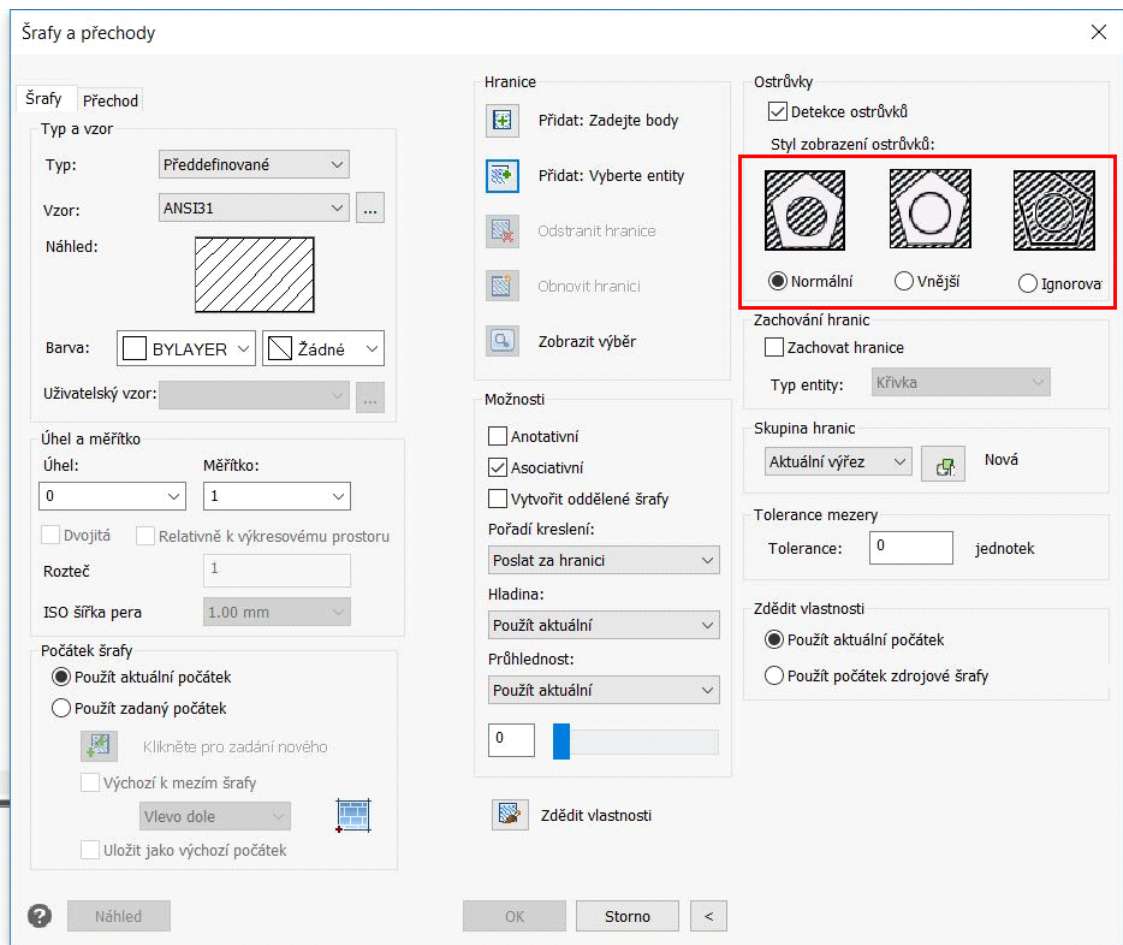 Šrafy a přechody
Šrafy
Přechod
Typ a vzor
Typ:
Předdefinované
Vzor:
ANSI31
...
Náhled:
Barva:
BYLAYER
Žádné
Uživatelský vzor:
...
Úhel a měřítko
Úhel:
Měřítko:
0
1
Dvojitá
Relativně k výkresovému prostoru
Rozteč
1
ISO šířka pera
1.00 mm
Počátek šrafy
Použít aktuální počátek
Použít zadaný počátek
Klikněte pro zadání nového
Výchozí k mezím šrafy
Vlevo dole
Uložit jako výchozí počátek
Hranice
Přidat: Zadejte body
Přidat: Vyberte entity
Odstranit hranice
Obnovit hranici
Zobrazit výběr
Možnosti
Anotativní
Asociativní
Vytvořit oddělené šrafy
Pořadí kreslení:
Poslat za hranici
Hladina:
Použít aktuální
Průhlednost:
Použít aktuální
0
Zdědit vlastnosti
Ostrůvky
Detekce ostrůvků
Styl zobrazení ostrůvků:
Normální
Vnější
Ignorova
Zachování hranic
Zachovat hranice
Typ entity:
Křivka
Skupina hranic
Aktuální výřez
Nová
Tolerance mezery
Tolerance:
0
jednotek
Zdědit vlastnosti
Použít aktuální počátek
Použít počátek zdrojové šrafy
?
Náhled
OK
Storno
<